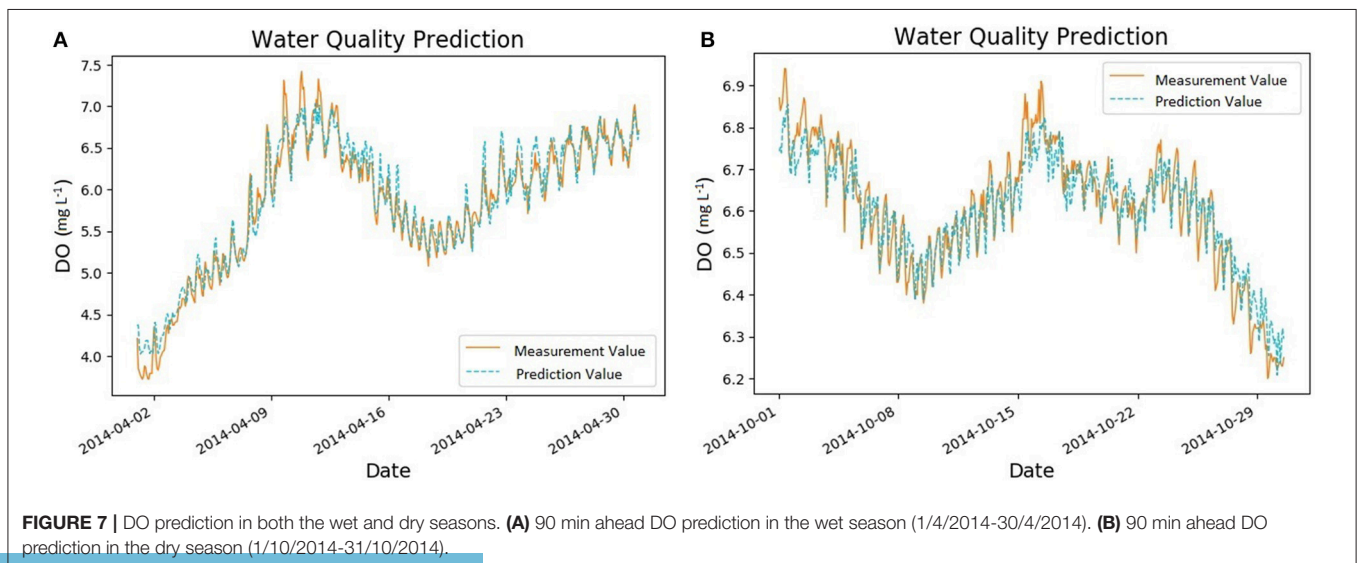 A
Water Quality Prediction
7.5
7.0
6.5
6.0
5.5
5.0
4.5
4.0
DO (mg L-1)
Measurement Value
Prediction Value
2014-04-02
2014-04-09
2014-04-16
2014-04-23
2014-04-30
Date
B
Water Quality Prediction
6.9
6.8
6.7
6.6
6.5
6.4
6.3
6.2
DO (mg L-1)
Measurement Value
Prediction Value
2014-10-01
2014-10-08
2014-10-15
2014-10-22
2014-10-29
Date
FIGURE 7 | DO prediction in both the wet and dry seasons. (A) 90 min ahead DO prediction in the wet season (1/4/2014-30/4/2014). (B) 90 min ahead DO
prediction in the dry season (1/10/2014-31/10/2014).